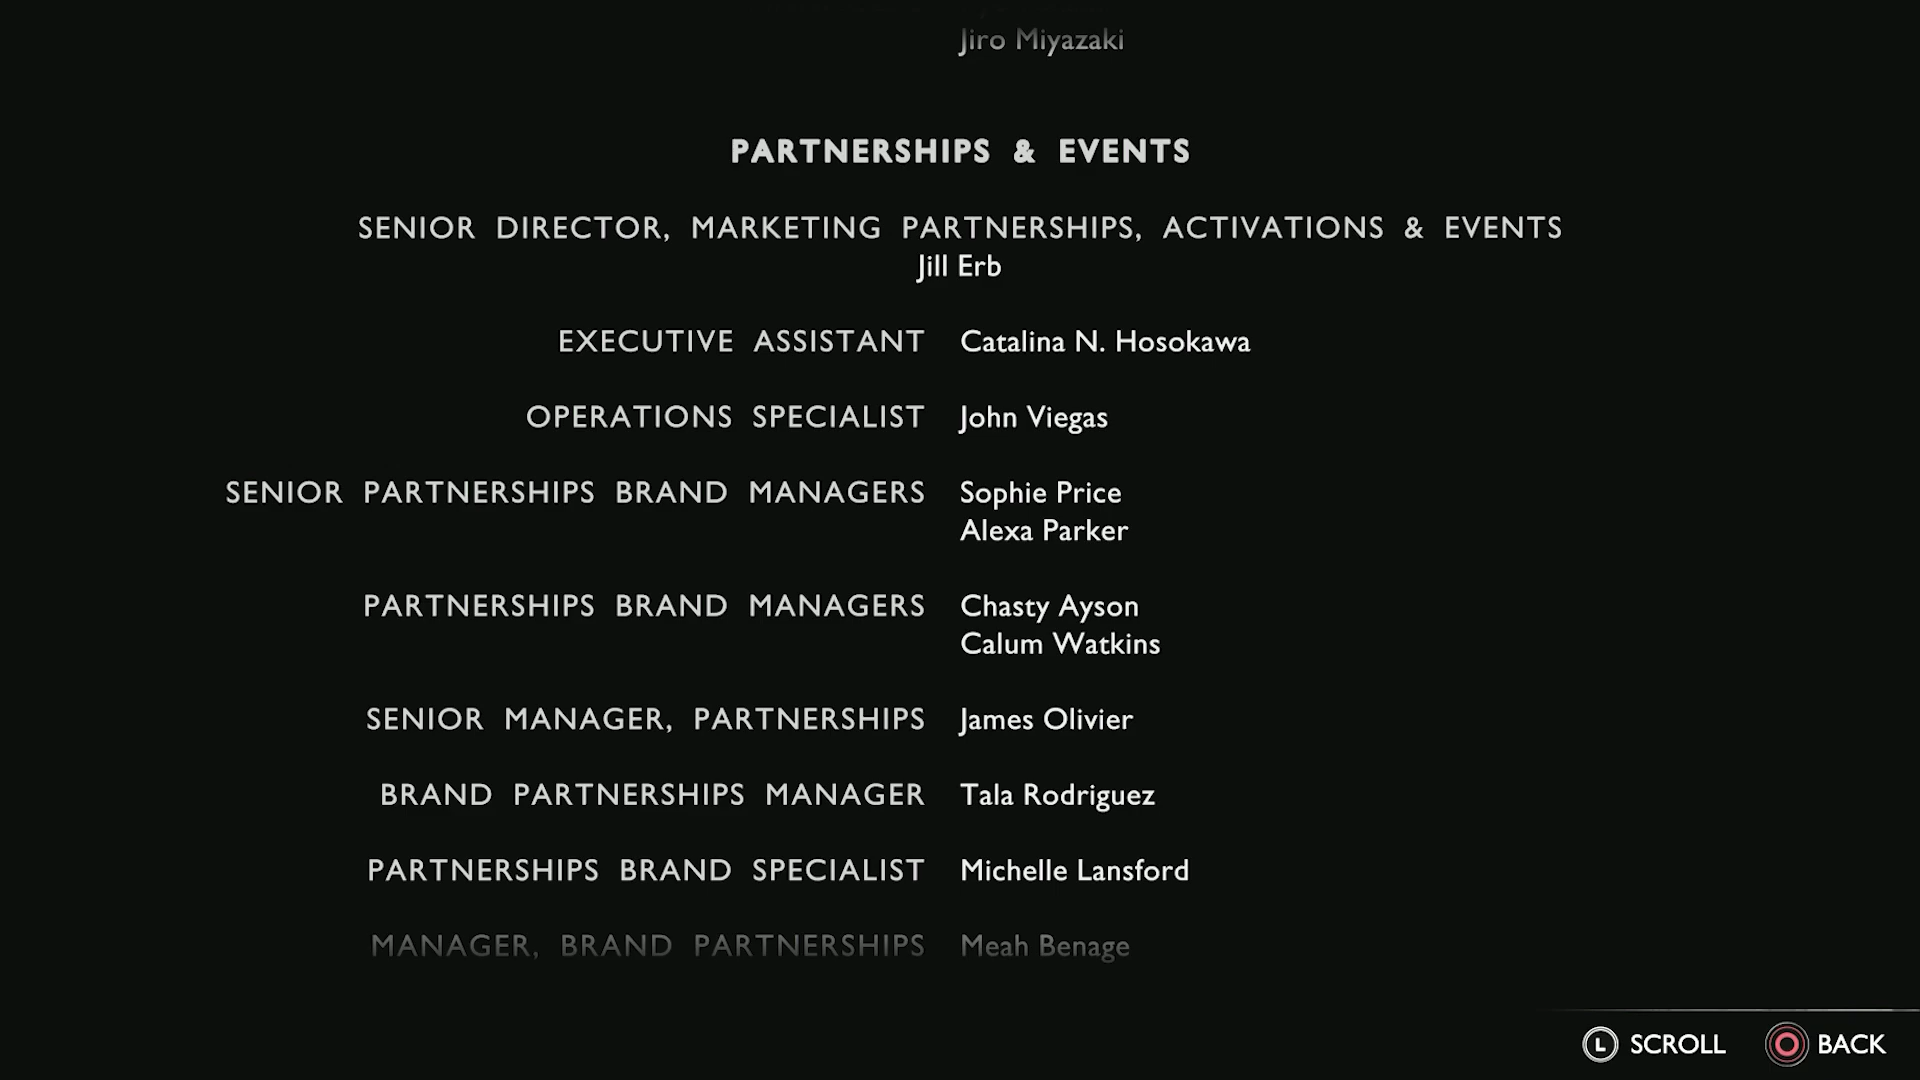 Jiro Miyazaki
PARTNERSHIPS & EVENTS
SENIOR DIRECTOR, MARKETING PARTNERSHIPS, ACTIVATIONS & EVENTS
Jill Erb
EXECUTIVE ASSISTANT Catalina N. Hosokawa
OPERATIONS SPECIALIST John Viegas
SENIOR PARTNERSHIPS BRAND MANAGERS Sophie Price
Alexa Parker
PARTNERSHIPS BRAND MANAGERS Chasty Ayson
Calum Watkins
SENIOR MANAGER, PARTNERSHIPS James Olivier
BRAND PARTNERSHIPS MANAGER Tala Rodriguez
PARTNERSHIPS BRAND SPECIALIST Michelle Lansford
MANAGER, BRAND PARTNERSHIPS Meah Benage
L SCROLL BACK